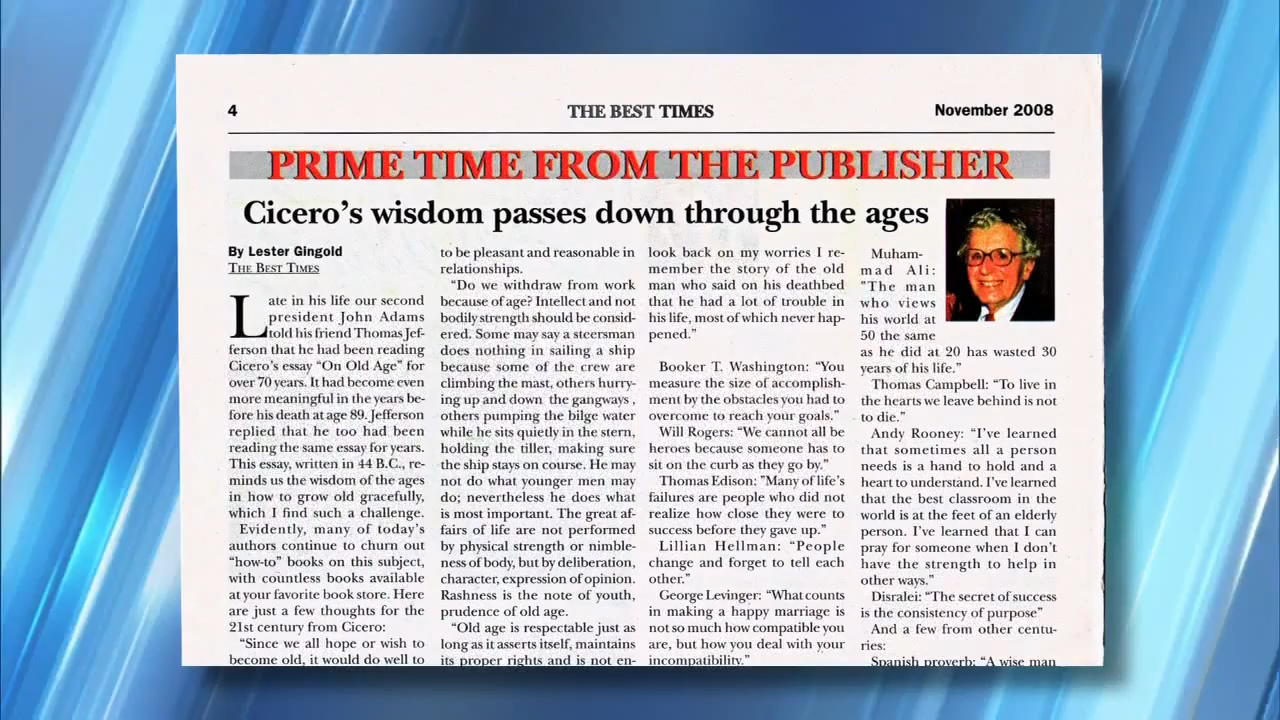 4
THE BEST TIMES
November 2008
PRIME TIME FROM THE PUBLISHER
Cicero's wisdom passes down through the ages
By Lester Gingold
THE BEST TIMES
Late in his life our second
president John Adams
told his friend Thomas Jef-
ferson that he had been reading
Cicero's essay "On Old Age" for
over 70 years. It had become even
more meaningful in the years be-
fore his death at age 89. Jefferson
replied that he too had been
reading the same essay for years.
This essay, written in 44 B.C., re-
minds us the wisdom of the ages
in how to grow old gracefully,
which I find such a challenge.
Evidently, many of today's
authors continue to churn out
"how-to" books on this subject,
with countless books available
at your favorite book store. Here
are just a few thoughts for the
21st century from Cicero:
"Since we all hope or wish to
become old, it would do well to
to be pleasant and reasonable in
relationships.
"Do we withdraw from work
because of age? Intellect and not
bodily strength should be consid-
ered. Some may say a steersman
does nothing in sailing a ship
because some of the crew are
climbing the mast, others hurry-
ing up and down the gangways ,
others pumping the bilge water
while he sits quietly in the stern,
holding the tiller, making sure
the ship stays on course. He may
not do what younger men may
do; nevertheless he does what
is most important. The great af-
fairs of life are not performed
by physical strength or nimble-
ness of body, but by deliberation,
character, expression of opinion.
Rashness is the note of youth,
prudence of old age.
"Old age is respectable just as
long as it asserts itself, maintains
its proper rights and is not en-
look back on my worries I re-
member the story of the old
man who said on his deathbed
that he had a lot of trouble in
his life, most of which never hap-
pened."
Booker T. Washington: "You
measure the size of accomplish-
ment by the obstacles you had to
overcome to reach your goals."
Will Rogers: "We cannot all be
heroes because someone has to
sit on the curb as they go by."
Thomas Edison: "Many of life's
failures are people who did not
realize how close they were to
success before they gave up."
Lillian Hellman: "People
change and forget to tell each
other."
George Levinger: "What counts
in making a happy marriage is
not so much how compatible you
are, but how you deal with your
incompatibility."
Muham-
mad Ali:
"The man
who views
his world at
50 the same
as he did at 20 has wasted 30
years of his life."
Thomas Campbell: "To live in
the hearts we leave behind is not
to die."
Andy Rooney: "I've learned
that sometimes all a person
needs is a hand to hold and a
heart to understand. I've learned
that the best classroom in the
world is at the feet of an elderly
person. I've learned that I can
pray for someone when I don't
have the strength to help in
other ways."
Disralei: "The secret of success
is the consistency of purpose"
And a few from other centu-
ries:
Spanish proverb: "A wise man